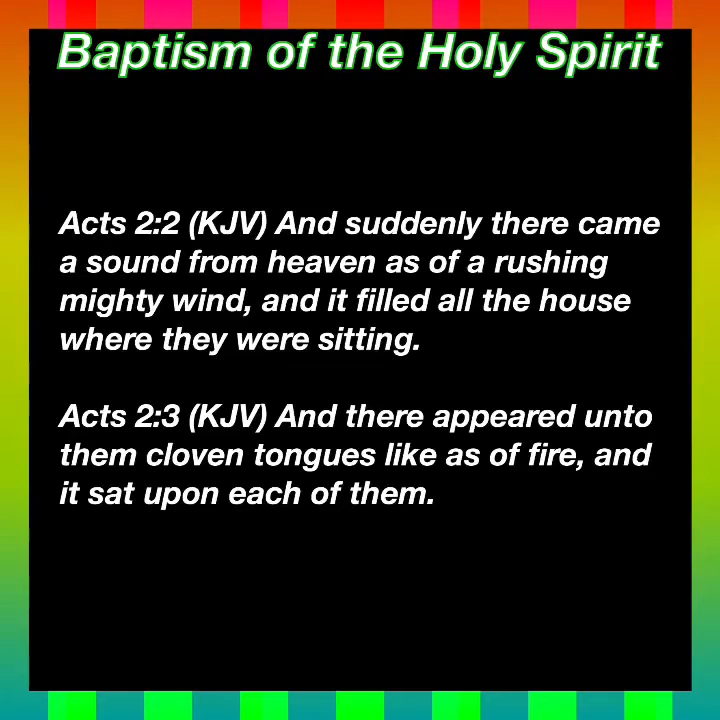 Baptism of the Holy Spirit
Acts 2:2 (KJV) And suddenly there came
a sound from heaven as of a rushing
mighty wind, and it filled all the house
where they were sitting.
Acts 2:3 (KJV) And there appeared unto
them cloven tongues like as of fire, and
it sat upon each of them.